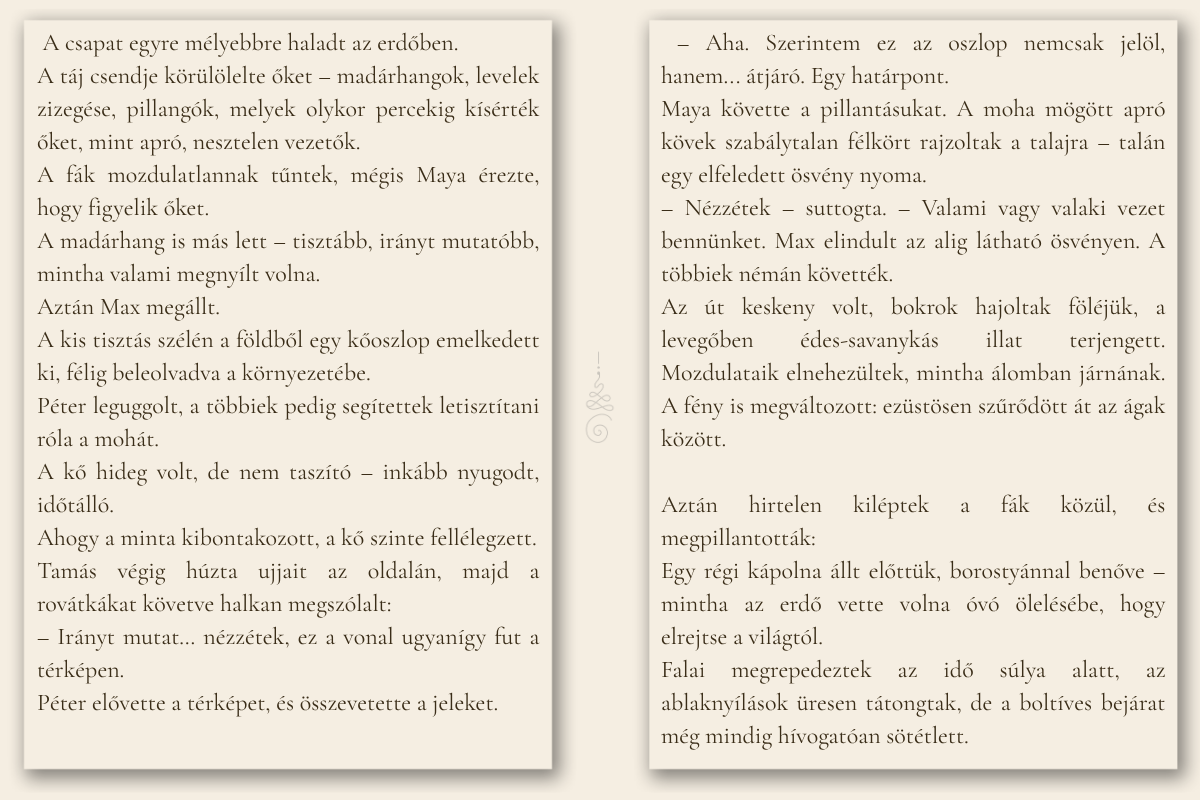 A csapat egyre mélyebbre haladt az erdőben.
A táj csendje körülölelte őket – madárhangok, levelek
zizegése, pillangók, melyek olykor percekig kísérték
őket, mint apró, nesztelen vezetők.
A fák mozdulatlannak tűntek, mégis Maya érezte,
hogy figyelik őket.
A madárhang is más lett – tisztább, irányt mutatóbb,
mintha valami megnyílt volna.
Aztán Max megállt.
A kis tisztás szélén a földből egy kőoszlop emelkedett
ki, félig beleolvadva a környezetébe.
Péter leguggolt, a többiek pedig segítettek letisztítani
róla a mohát.
A kő hideg volt, de nem taszító – inkább nyugodt,
időtálló.
Ahogy a minta kibontakozott, a kő szinte fellélegzett.
Tamás végig húzta ujjait az oldalán, majd a
rovátkákat követve halkan megszólalt:
– Irányt mutat... nézzétek, ez a vonal ugyanígy fut a
térképen.
Péter elővette a térképet, és összevetette a jeleket.
– Aha. Szerintem ez az oszlop nemcsak jelöl,
hanem... átjáró. Egy határpont.
Maya követte a pillantásukat. A moha mögött apró
kövek szabálytalan félkört rajzoltak a talajra – talán
egy elfeledett ösvény nyoma.
– Nézzétek – suttogta. – Valami vagy valaki vezet
bennünket. Max elindult az alig látható ösvényen. A
többiek némán követték.
Az út keskeny volt, bokrok hajoltak föléjük, a
levegőben édes-savanykás illat terjengett.
Mozdulataik elnehezültek, mintha álomban járnának.
A fény is megváltozott: ezüstösen szűrődött át az ágak
között.
Aztán hirtelen kiléptek a fák közül, és
megpillantották:
Egy régi kápolna állt előttük, borostyánnal benőve –
mintha az erdő vette volna óvó ölelésébe, hogy
elrejtse a világtól.
Falai megrepedeztek az idő súlya alatt, az
ablaknyílások üresen tátongtak, de a boltíves bejárat
még mindig hívogatóan sötétlett.